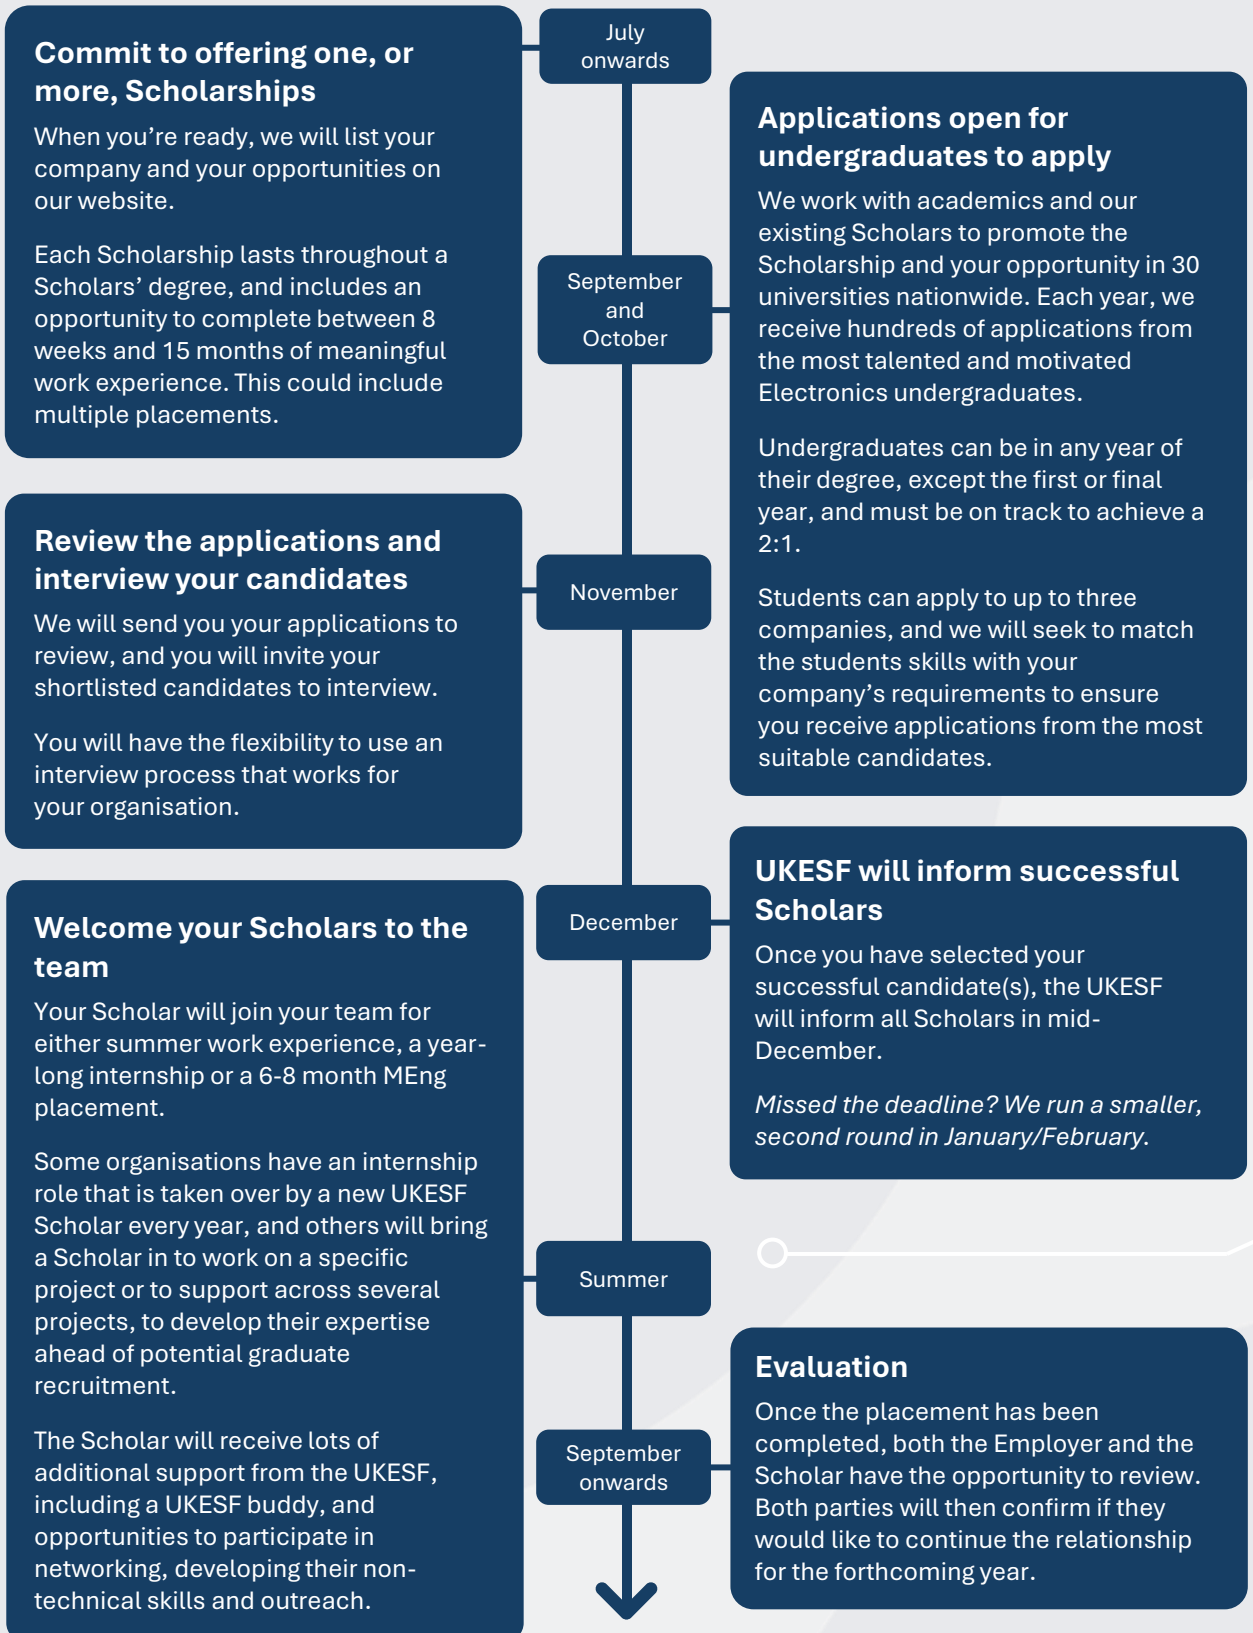 July
onwards
Commit to offering one, or
more, Scholarships
When you're ready, we will list your
company and your opportunities on
our website.
Each Scholarship lasts throughout a
Scholars' degree, and includes an
opportunity to complete between 8
weeks and 15 months of meaningful
work experience. This could include
multiple placements.
September
and
October
Applications open for
undergraduates to apply
We work with academics and our
existing Scholars to promote the
Scholarship and your opportunity in 30
universities nationwide. Each year, we
receive hundreds of applications from
the most talented and motivated
Electronics undergraduates.
Undergraduates can be in any year of
their degree, except the first or final
year, and must be on track to achieve a
2:1.
Students can apply to up to three
companies, and we will seek to match
the students skills with your
company's requirements to ensure
you receive applications from the most
suitable candidates.
November
Review the applications and
interview your candidates
We will send you your applications to
review, and you will invite your
shortlisted candidates to interview.
You will have the flexibility to use an
interview process that works for
your organisation.
December
UKESF will inform successful
Scholars
Once you have selected your
successful candidate(s), the UKESF
will inform all Scholars in mid-
December.
Missed the deadline? We run a smaller,
second round in January/February.
Summer
Welcome your Scholars to the
team
Your Scholar will join your team for
either summer work experience, a year-
long internship or a 6-8 month MEng
placement.
Some organisations have an internship
role that is taken over by a new UKESF
Scholar every year, and others will bring
a Scholar in to work on a specific
project or to support across several
projects, to develop their expertise
ahead of potential graduate
recruitment.
The Scholar will receive lots of
additional support from the UKESF,
including a UKESF buddy, and
opportunities to participate in
networking, developing their non-
technical skills and outreach.
September
onwards
Evaluation
Once the placement has been
completed, both the Employer and the
Scholar have the opportunity to review.
Both parties will then confirm if they
would like to continue the relationship
for the forthcoming year.